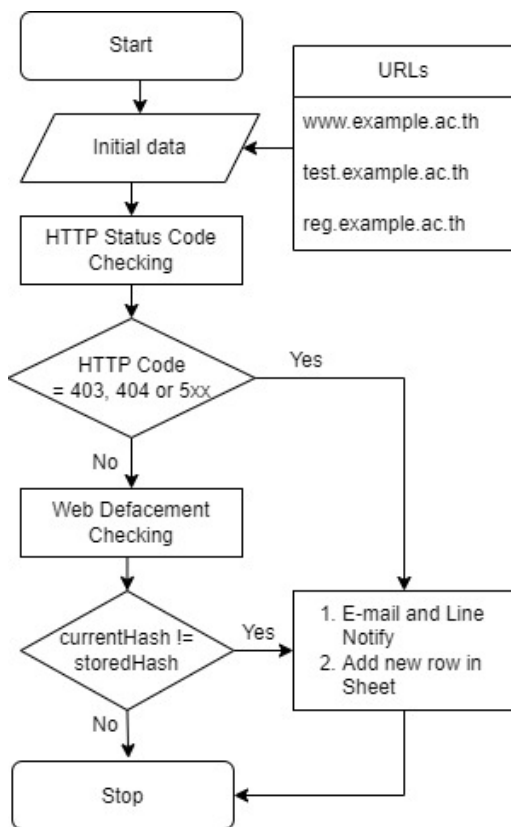 Start
URLs
www.example.ac.th
test.example.ac.th
reg.example.ac.th
Initial data
HTTP Status Code
Checking
HTTP Code
= 403, 404 or 5xx
Yes
No
Web Defacement
Checking
currentHash !=
storedHash
Yes
No
1. E-mail and Line
Notify
2. Add new row in
Sheet
Stop